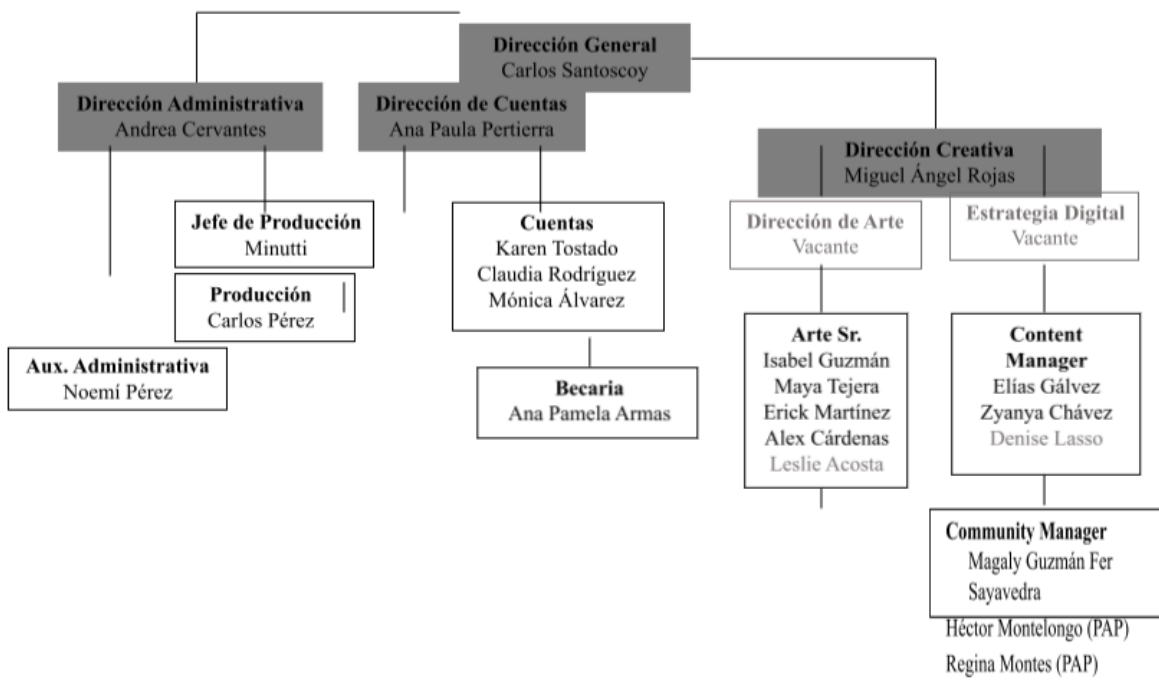 Dirección General
Carlos Santoscoy
Dirección Administrativa
Andrea Cervantes
Dirección de Cuentas
Ana Paula Pertierra
Dirección Creativa
Miguel Ángel Rojas
Jefe de Producción
Minutti
Producción
Carlos Pérez
Aux. Administrativa
Noemí Pérez
Cuentas
Karen Tostado
Claudia Rodríguez
Mónica Álvarez
Becaria
Ana Pamela Armas
Dirección de Arte
Vacante
Arte Sr.
Isabel Guzmán
Maya Tejera
Erick Martínez
Alex Cárdenas
Leslie Acosta
Estrategia Digital
Vacante
Content
Manager
Elías Gálvez
Zyanya Chávez
Denise Lasso
Community Manager
Magaly Guzmán Fer
Sayavedra
Héctor Montelongo (PAP)
Regina Montes (PAP)